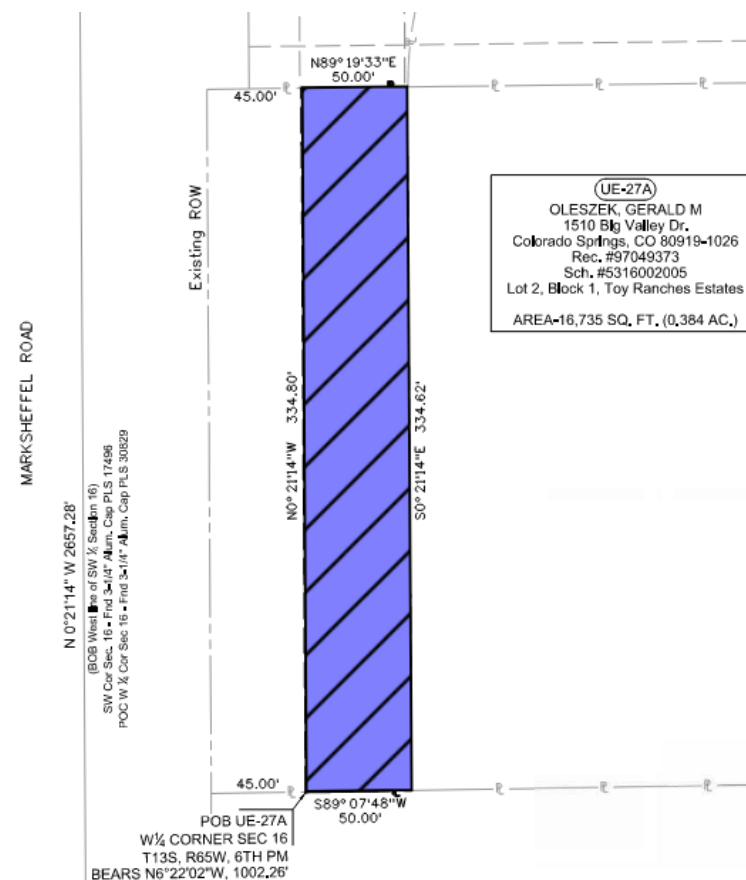 N89° 19'33"E
50.00'
45.00'
Existing ROW
UE-27A
OLESZEK, GERALD M
1510 Big Valley Dr.
Colorado Springs, CO 80919-1026
Rec. #97049373
Sch. #5316002005
Lot 2, Block 1, Toy Ranches Estates
AREA-16,735 SQ. FT. (0.384 AC.)
MARKSHEFFEL ROAD
N 0°21'14" W 2657.28'
(BOB West line of SW ¼ Section 16)
SW Cor Sec. 16 - Fnd 3-1/4" Alum. Cap PLS 17496
POC W ¼ Cor Sec 16 - Fnd 3-1/4" Alum. Cap PLS 30829
N0° 21'14"W 334.80'
S0° 21'14"E 334.62'
45.00'
S89° 07'48"W
50.00'
POB UE-27A
W¼ CORNER SEC 16
T13S, R65W, 6TH PM
BEARS N6°22'02"W, 1002.26'